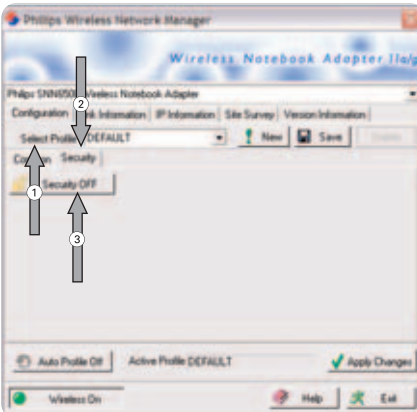 Philips Wireless Network Manager
Wireless Notebook Adapter 11a/g
Philips SNN6500 Wireless Notebook Adapter
2
Configuration Information IP Information Site Survey Version Information
Select Profile DEFAULT New Save
Security
Security OFF
1
3
Auto Profile Off Active Profile DEFAULT Apply Changes
Wireless On Help Exit